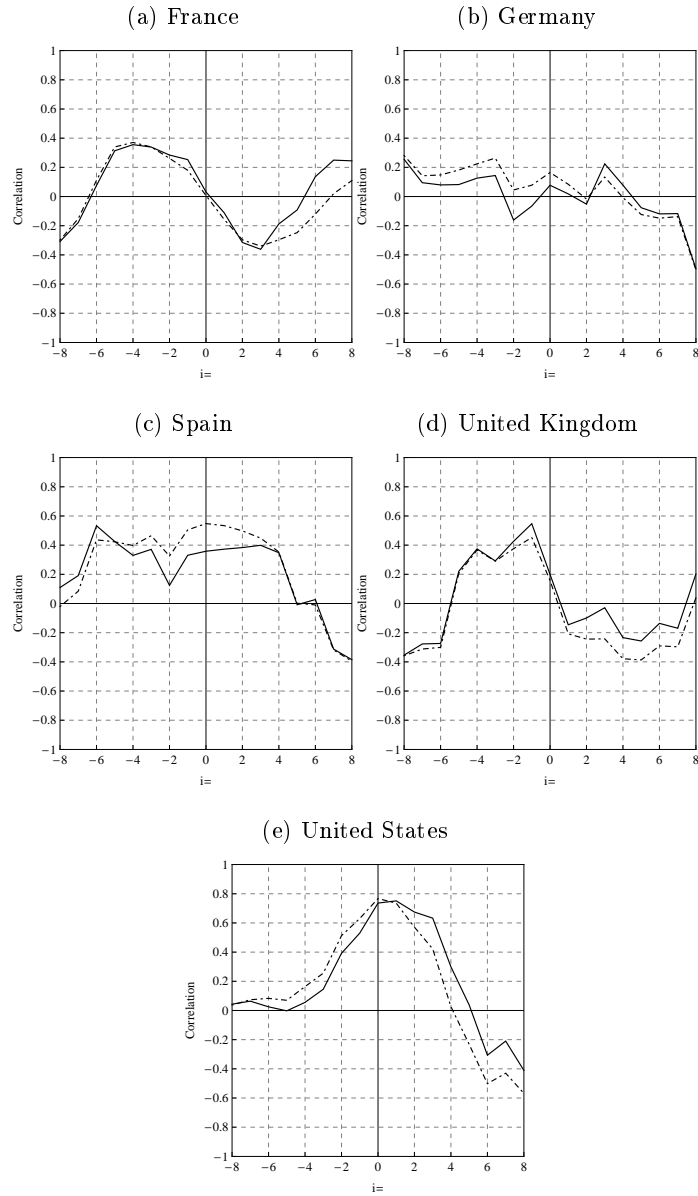 (a) France
(b) Germany
1
0.8
0.6
0.4
0.2
0
−0.2
−0.4
−0.6
−0.8
−1
Correlation
−8 −6 −4 −2 0 2 4 6 8
i=
1
0.8
0.6
0.4
0.2
0
−0.2
−0.4
−0.6
−0.8
−1
Correlation
−8 −6 −4 −2 0 2 4 6 8
i=
(c) Spain
(d) United Kingdom
1
0.8
0.6
0.4
0.2
0
−0.2
−0.4
−0.6
−0.8
−1
Correlation
−8 −6 −4 −2 0 2 4 6 8
i=
1
0.8
0.6
0.4
0.2
0
−0.2
−0.4
−0.6
−0.8
−1
Correlation
−8 −6 −4 −2 0 2 4 6 8
i=
(e) United States
1
0.8
0.6
0.4
0.2
0
−0.2
−0.4
−0.6
−0.8
−1
Correlation
−8 −6 −4 −2 0 2 4 6 8
i=